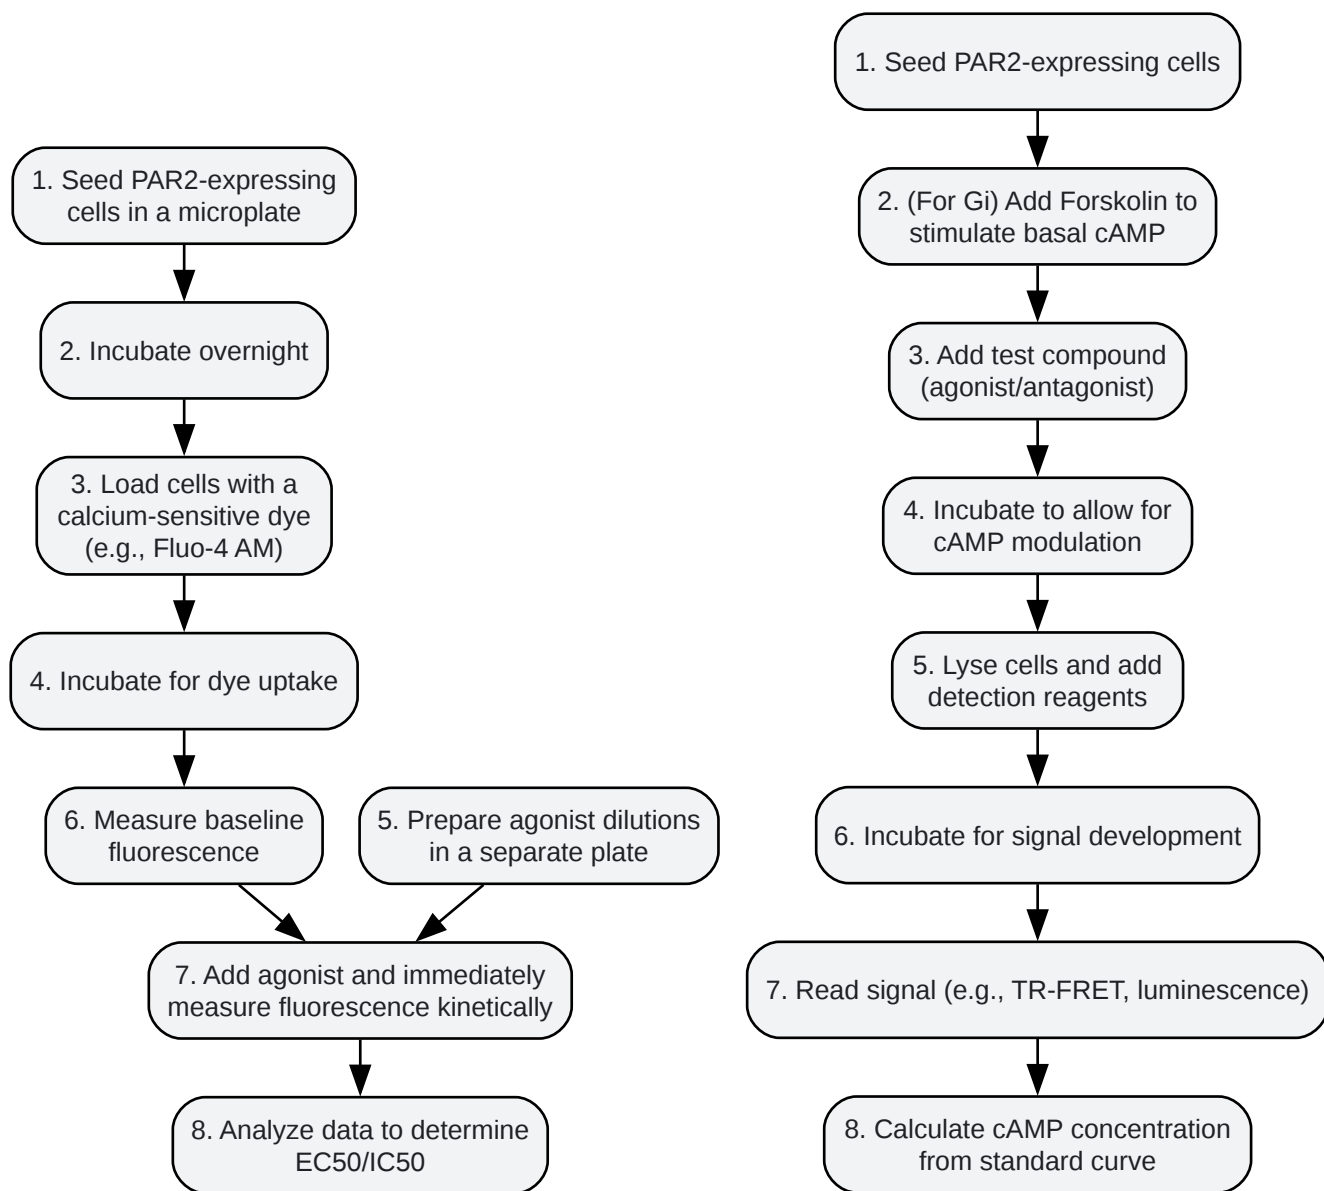 1. Seed PAR2-expressing
cells in a microplate
2. Incubate overnight
3. Load cells with a
calcium-sensitive dye
(e.g., Fluo-4 AM)
4. Incubate for dye uptake
6. Measure baseline
fluorescence
5. Prepare agonist dilutions
in a separate plate
7. Add agonist and immediately
measure fluorescence kinetically
8. Analyze data to determine
EC50/IC50
1. Seed PAR2-expressing cells
2. (For Gi) Add Forskolin to
stimulate basal cAMP
3. Add test compound
(agonist/antagonist)
4. Incubate to allow for
cAMP modulation
5. Lyse cells and add
detection reagents
6. Incubate for signal development
7. Read signal (e.g., TR-FRET, luminescence)
8. Calculate cAMP concentration
from standard curve